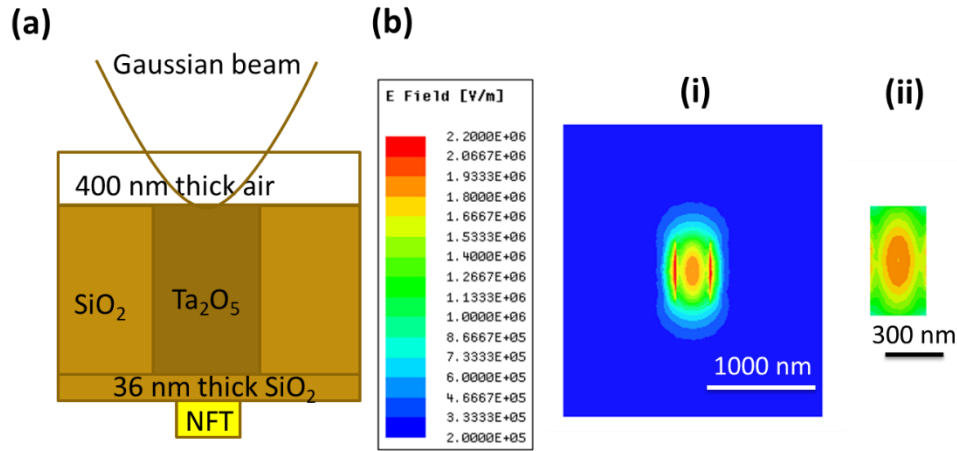 (a)
Gaussian beam
400 nm thick air
SiO₂
Ta₂O₅
36 nm thick SiO₂
NFT
(b)
E Field [V/m]
2.2000E+06
2.0667E+06
1.9333E+06
1.8000E+06
1.6667E+06
1.5333E+06
1.4000E+06
1.2667E+06
1.1333E+06
1.0000E+06
8.6667E+05
7.3333E+05
6.0000E+05
4.6667E+05
3.3333E+05
2.0000E+05
(i)
1000 nm
(ii)
300 nm